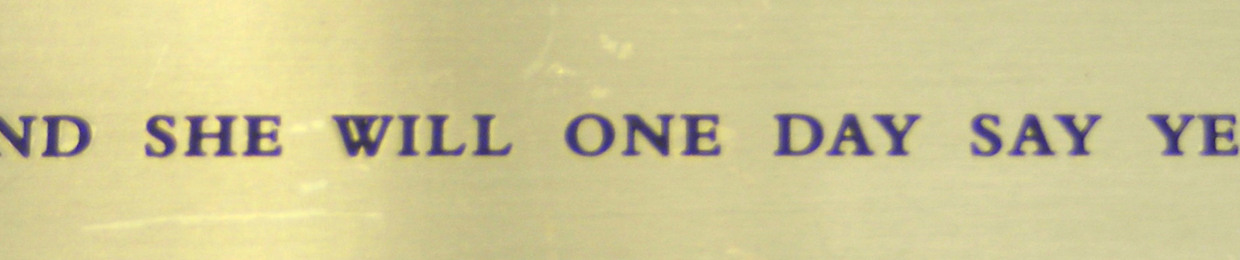 ND SHE WILL ONE DAY SAY YE